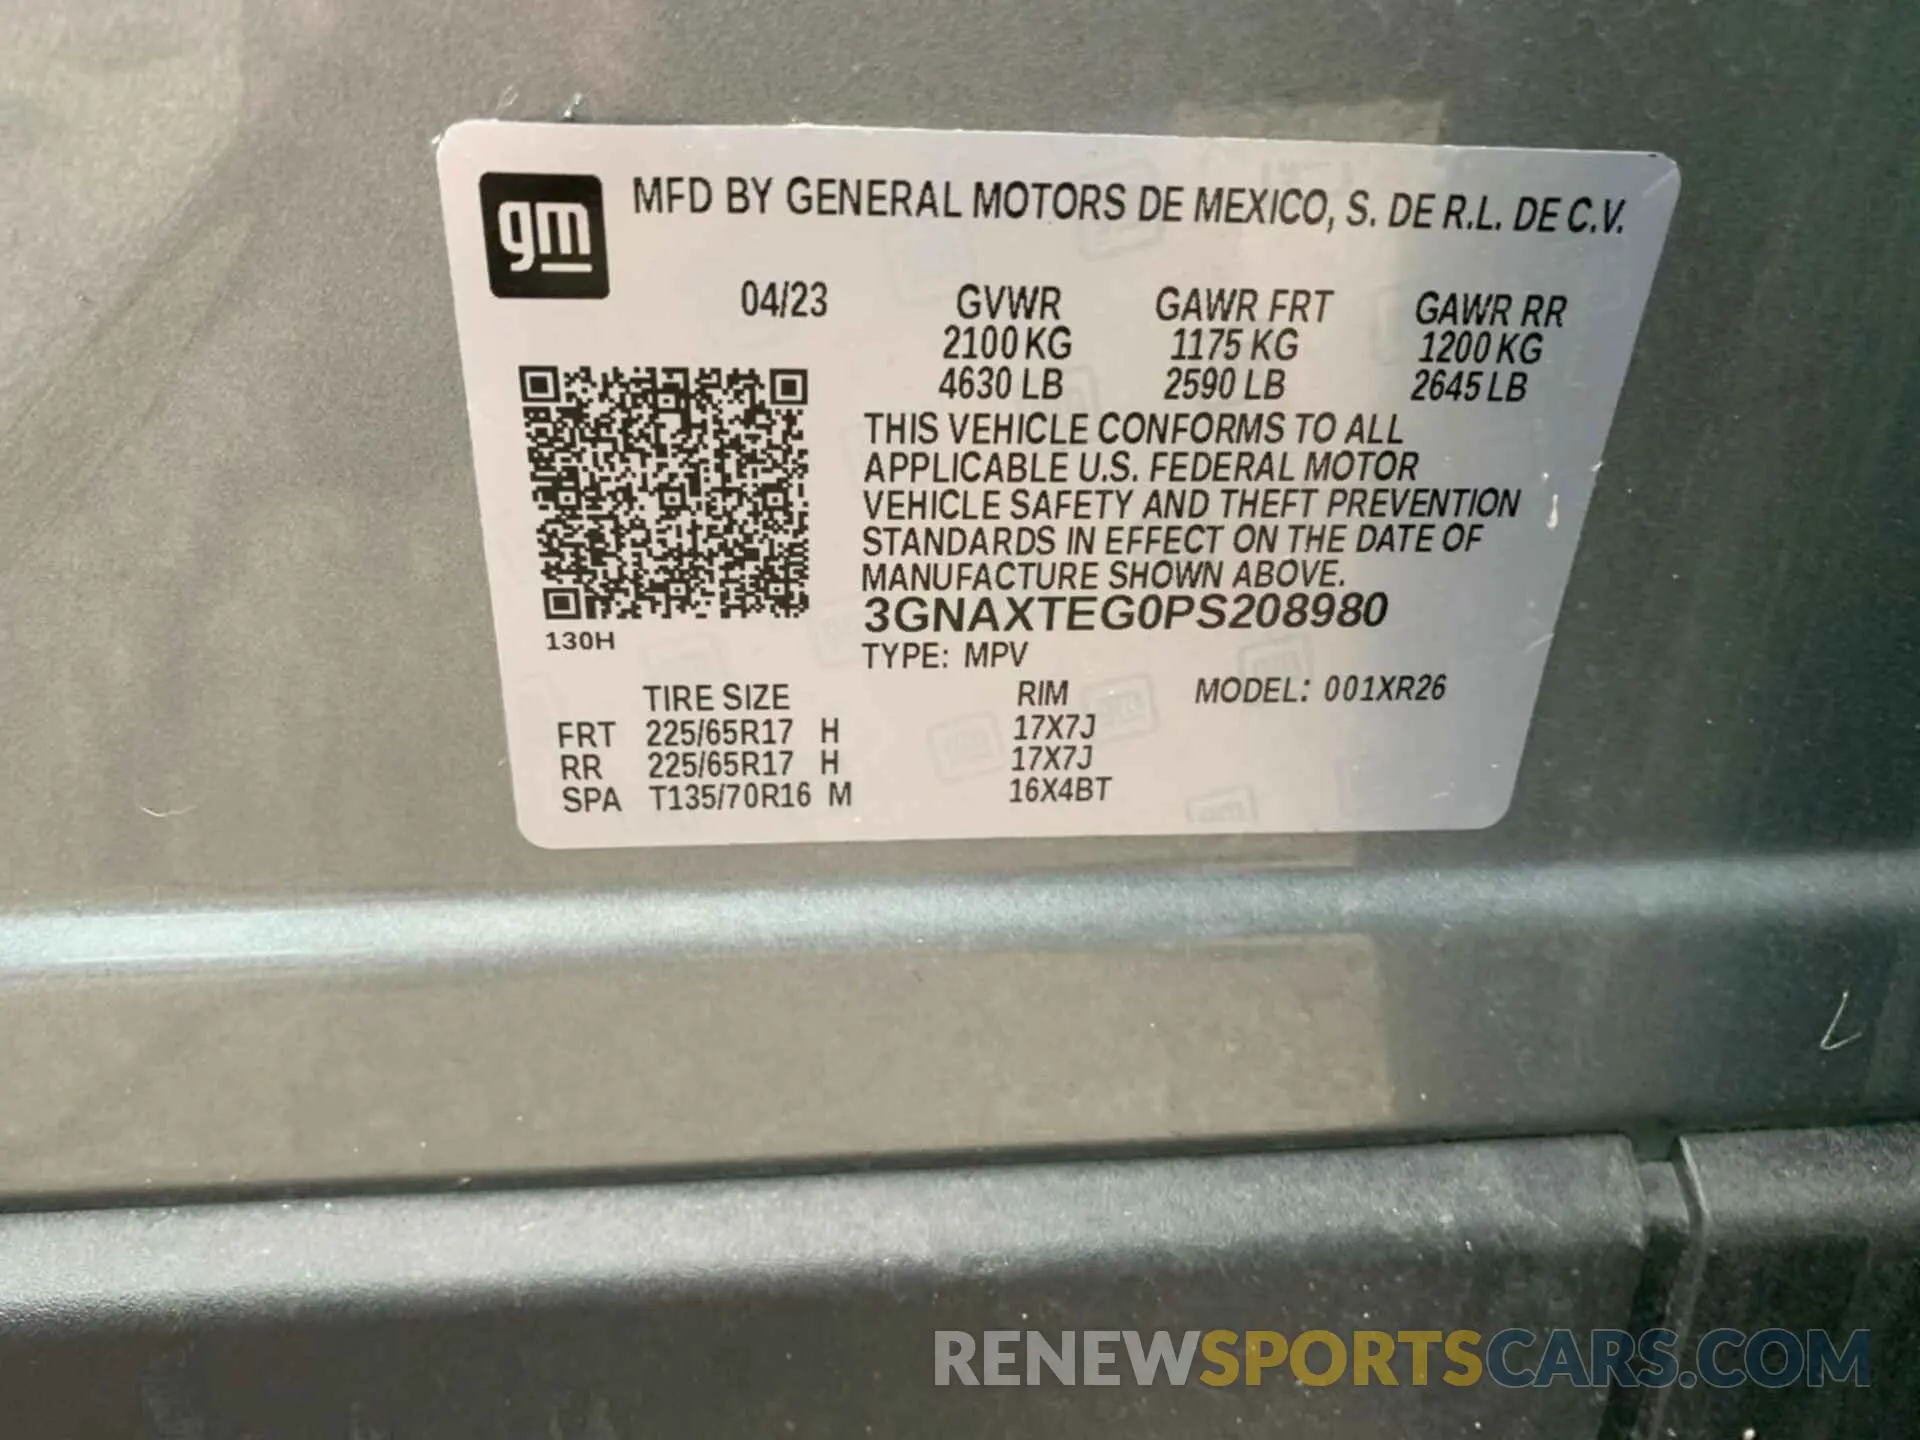 gm
MFD BY GENERAL MOTORS DE MEXICO, S. DE R.L. DE C.V.
04/23 GVWR GAWR FRT GAWR RR
2100 KG 1175 KG 1200 KG
4630 LB 2590 LB 2645 LB
THIS VEHICLE CONFORMS TO ALL
APPLICABLE U.S. FEDERAL MOTOR
VEHICLE SAFETY AND THEFT PREVENTION
STANDARDS IN EFFECT ON THE DATE OF
MANUFACTURE SHOWN ABOVE.
3GNAXTEG0PS208980
130H
TYPE: MPV
TIRE SIZE RIM MODEL: 001XR26
FRT 225/65R17 H 17X7J
RR 225/65R17 H 17X7J
SPA T135/70R16 M 16X4BT
RENEWSPORTSCARS.COM